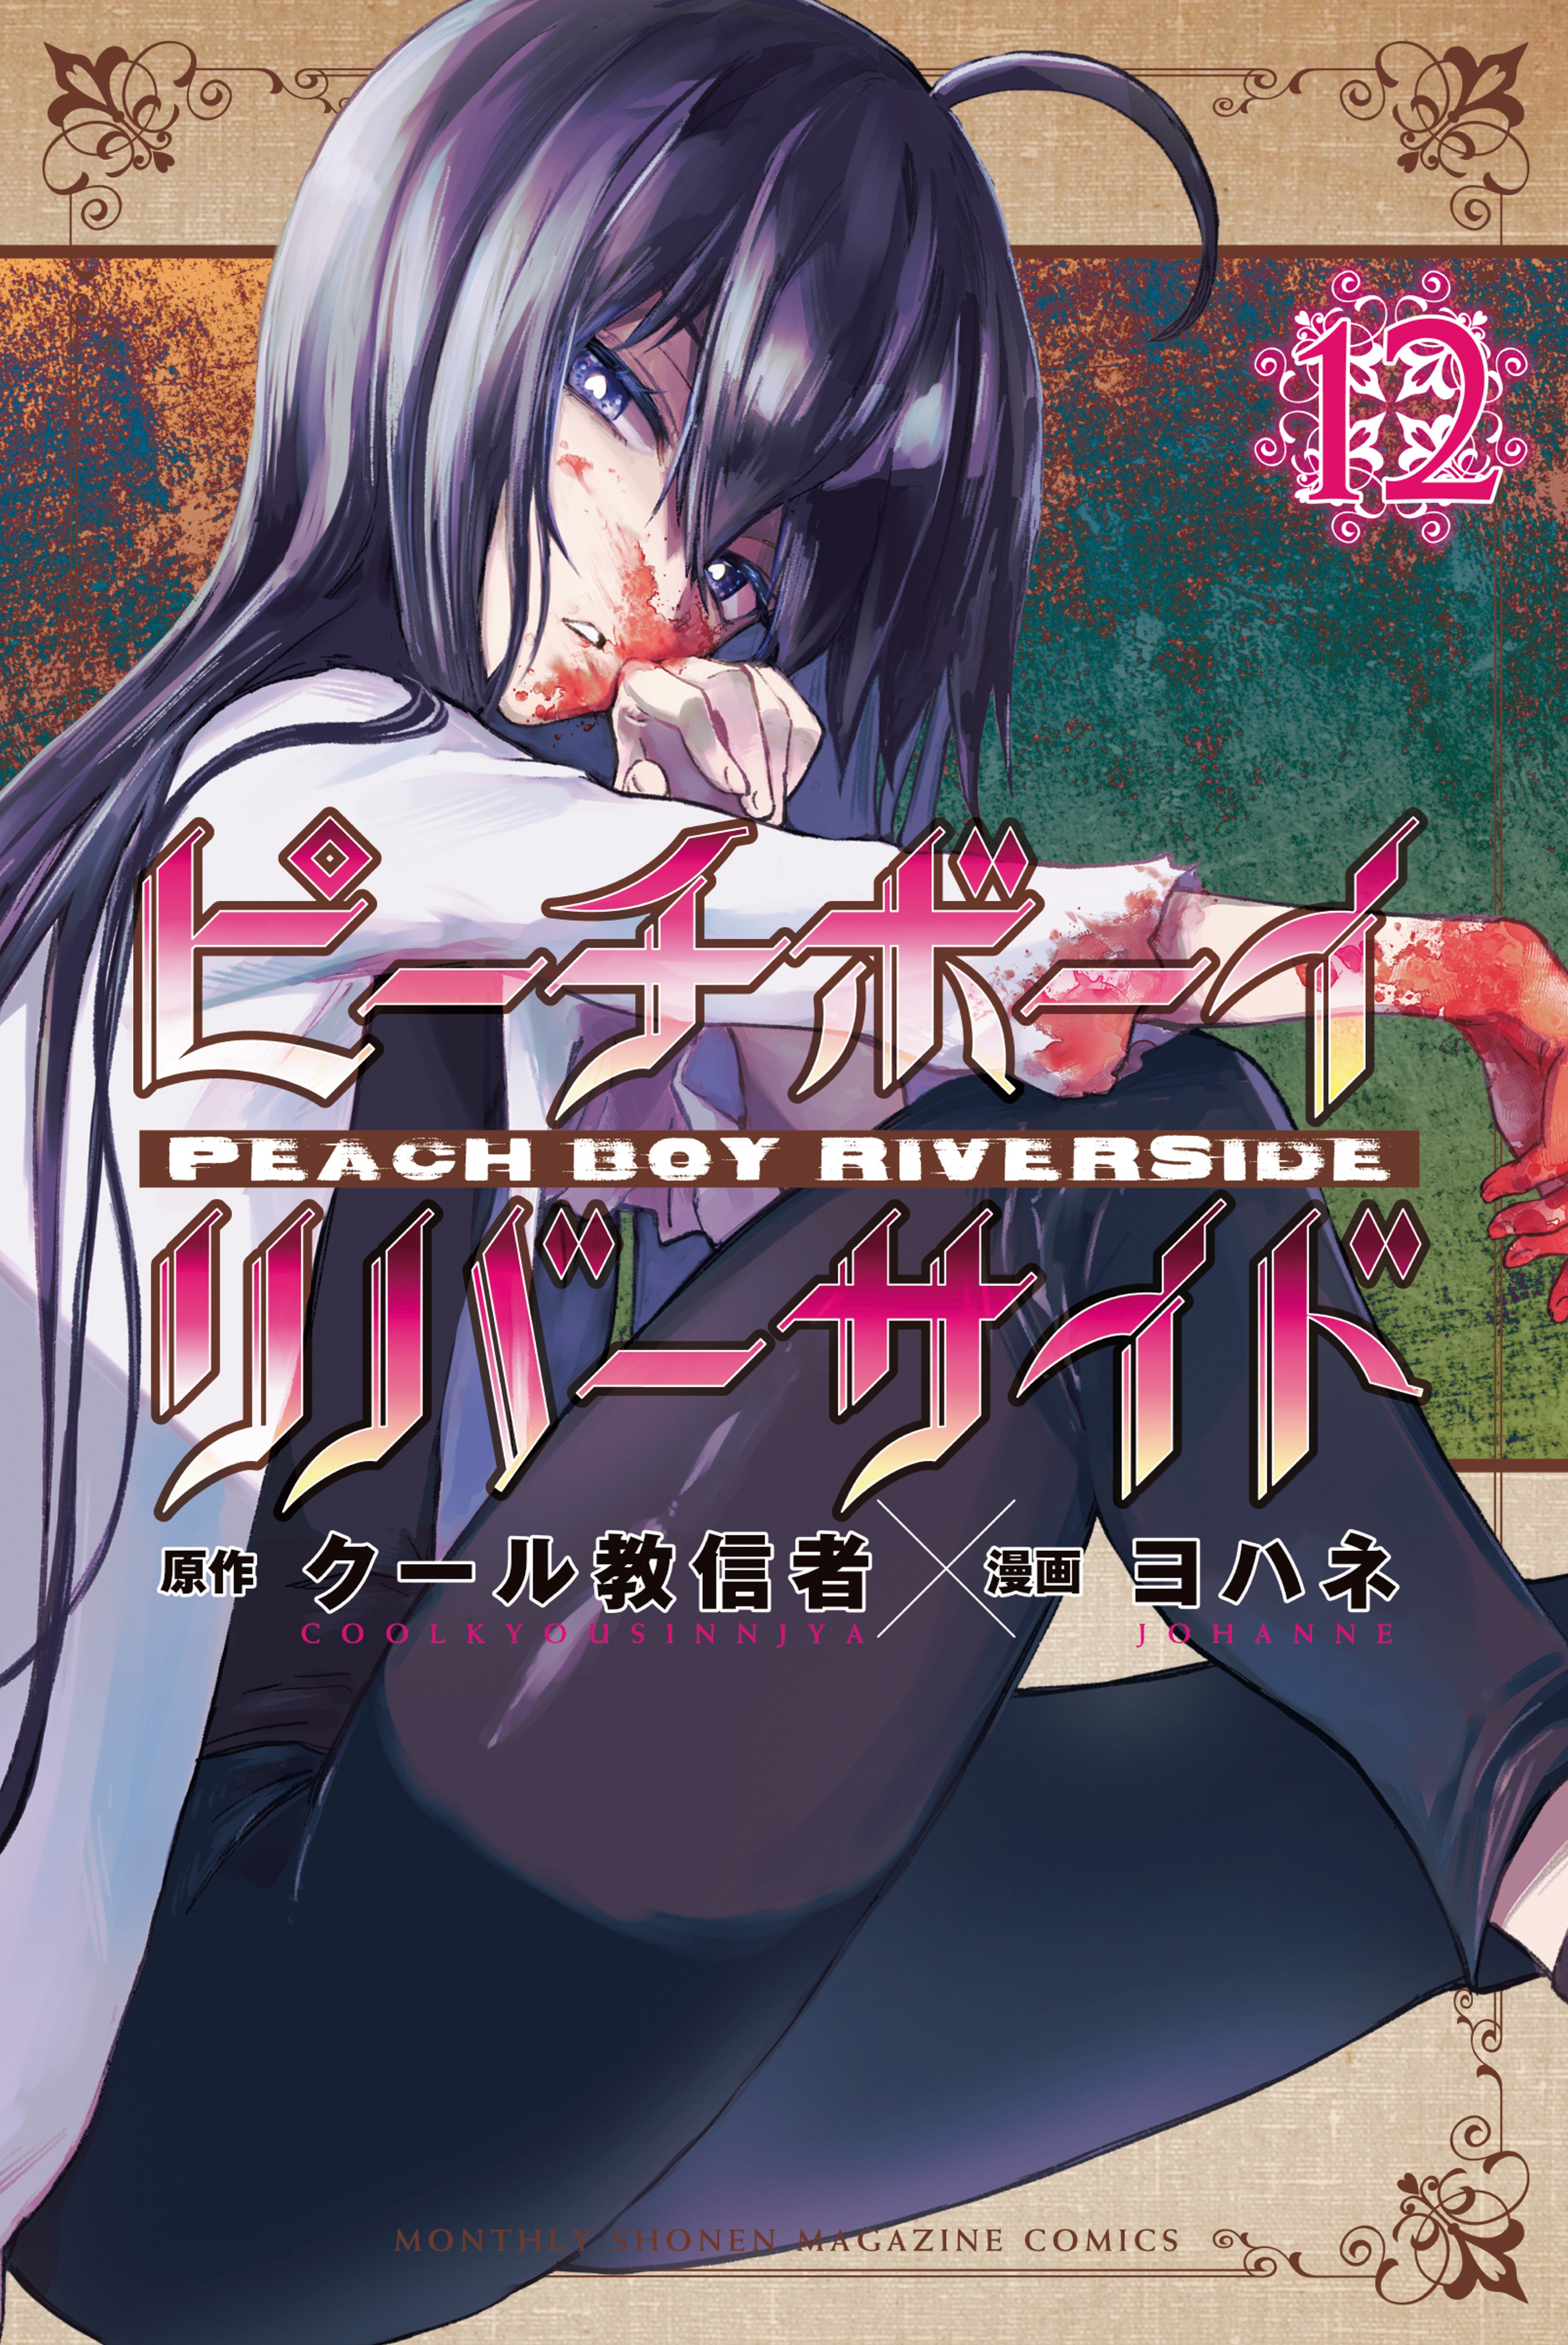 12
ピーチボーイ
PEACH BOY RIVERSIDE
リバーサイド
原作 クール教信者 × 漫画 ヨハネ
COOLKYOUSINNJYA JOHANNE
MONTHLY SHONEN MAGAZINE COMICS